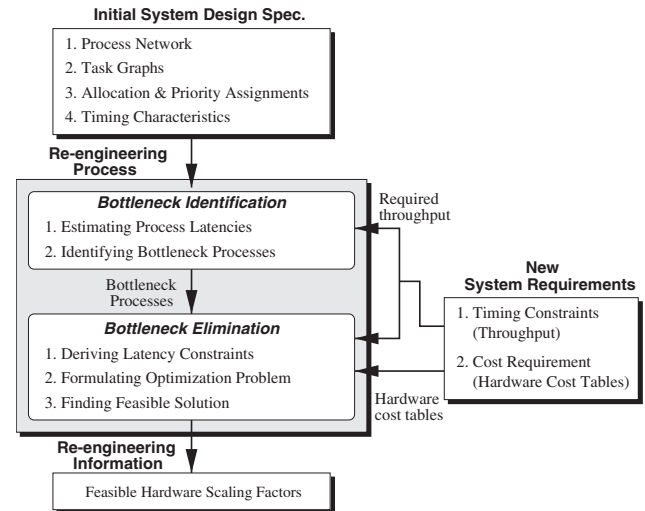 Initial System Design Spec.
1. Process Network
2. Task Graphs
3. Allocation & Priority Assignments
4. Timing Characteristics
Re-engineering
Process
Bottleneck Identification
1. Estimating Process Latencies
2. Identifying Bottleneck Processes
Required
throughput
Bottleneck
Processes
New
System Requirements
1. Timing Constraints
(Throughput)
2. Cost Requirement
(Hardware Cost Tables)
Bottleneck Elimination
1. Deriving Latency Constraints
2. Formulating Optimization Problem
3. Finding Feasible Solution
Hardware
cost tables
Re-engineering
Information
Feasible Hardware Scaling Factors